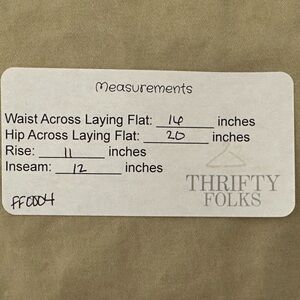 Measurements
Waist Across Laying Flat: 16 inches
Hip Across Laying Flat: 20 inches
Rise: 11 inches
Inseam: 12 inches
THRIFTY
FOLKS
FF0004